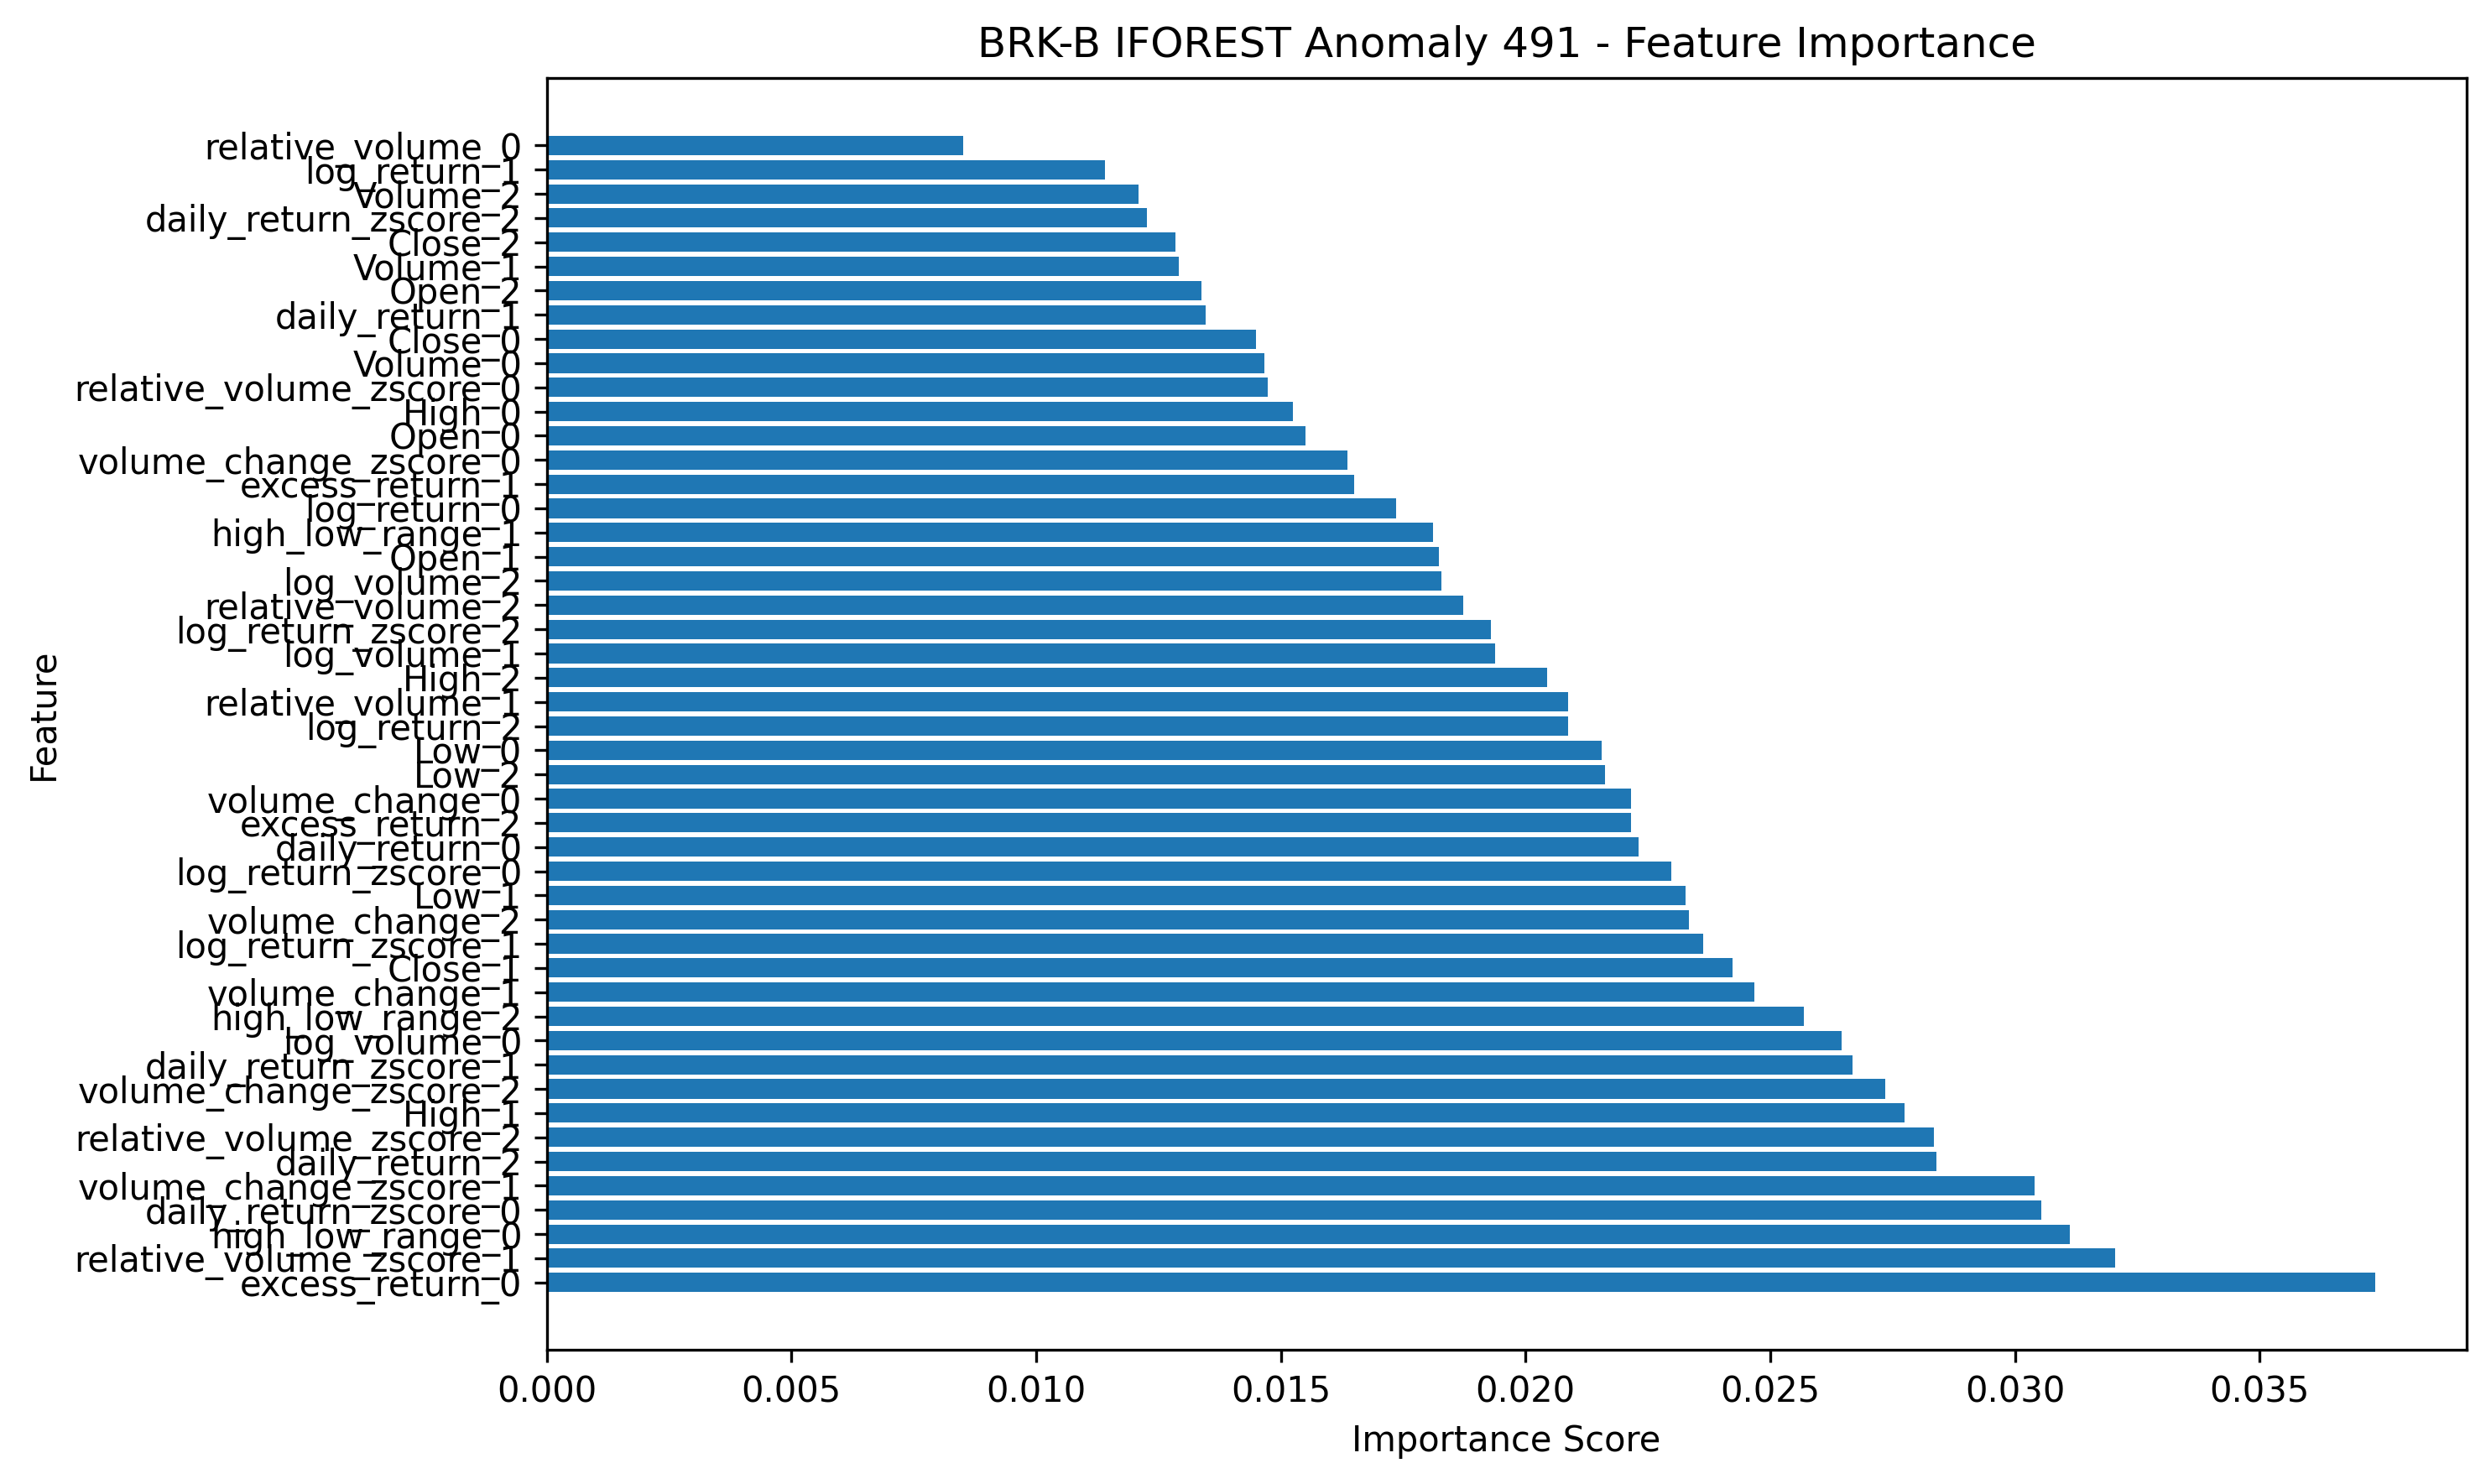 BRK-B IFOREST Anomaly 491 - Feature Importance
relative_volume_0
log_return_1
Volume_2
daily_return_zscore_2
Close_2
Volume_1
Open_2
daily_return_1
Close_0
Volume_0
relative_volume_zscore_0
High_0
Open_0
volume_change_zscore_0
excess_return_1
log_return_0
high_low_range_1
Open_1
log_volume_2
relative_volume_2
log_return_zscore_2
log_volume_1
High_2
relative_volume_1
log_return_2
Low_0
Low_2
volume_change_0
excess_return_2
daily_return_0
log_return_zscore_0
Low_1
volume_change_2
log_return_zscore_1
Close_1
volume_change_1
high_low_range_2
log_volume_0
daily_return_zscore_1
volume_change_zscore_2
High_1
relative_volume_zscore_2
daily_return_2
volume_change_zscore_1
daily_return_zscore_0
high_low_range_0
relative_volume_zscore_1
excess_return_0
Feature
0.000 0.005 0.010 0.015 0.020 0.025 0.030 0.035
Importance Score